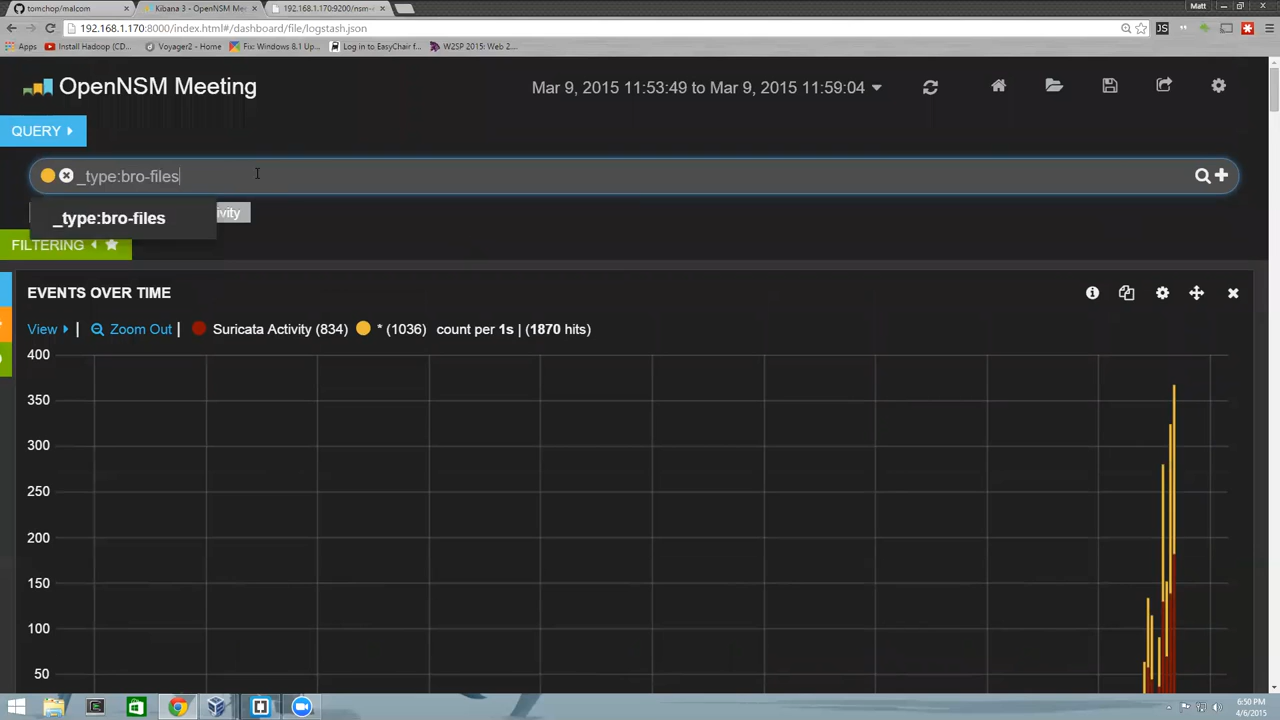 tomchop/malcom
Kibana 3 - OpenNSM Meet
192.168.1.170:9200/nsm-
Matt
192.168.1.170:8000/index.html#/dashboard/file/logstash.json
JS
Apps
Install Hadoop (CD...
Voyager2 - Home
Fix Windows 8.1 Up...
Log in to EasyChair f...
W2SP 2015: Web 2....
OpenNSM Meeting
Mar 9, 2015 11:53:49 to Mar 9, 2015 11:59:04
QUERY
_type:bro-files
_type:bro-files
ivity
FILTERING
EVENTS OVER TIME
View | Zoom Out | Suricata Activity (834) * (1036) count per 1s | (1870 hits)
400
350
300
250
200
150
100
50
6:50 PM
4/6/2015